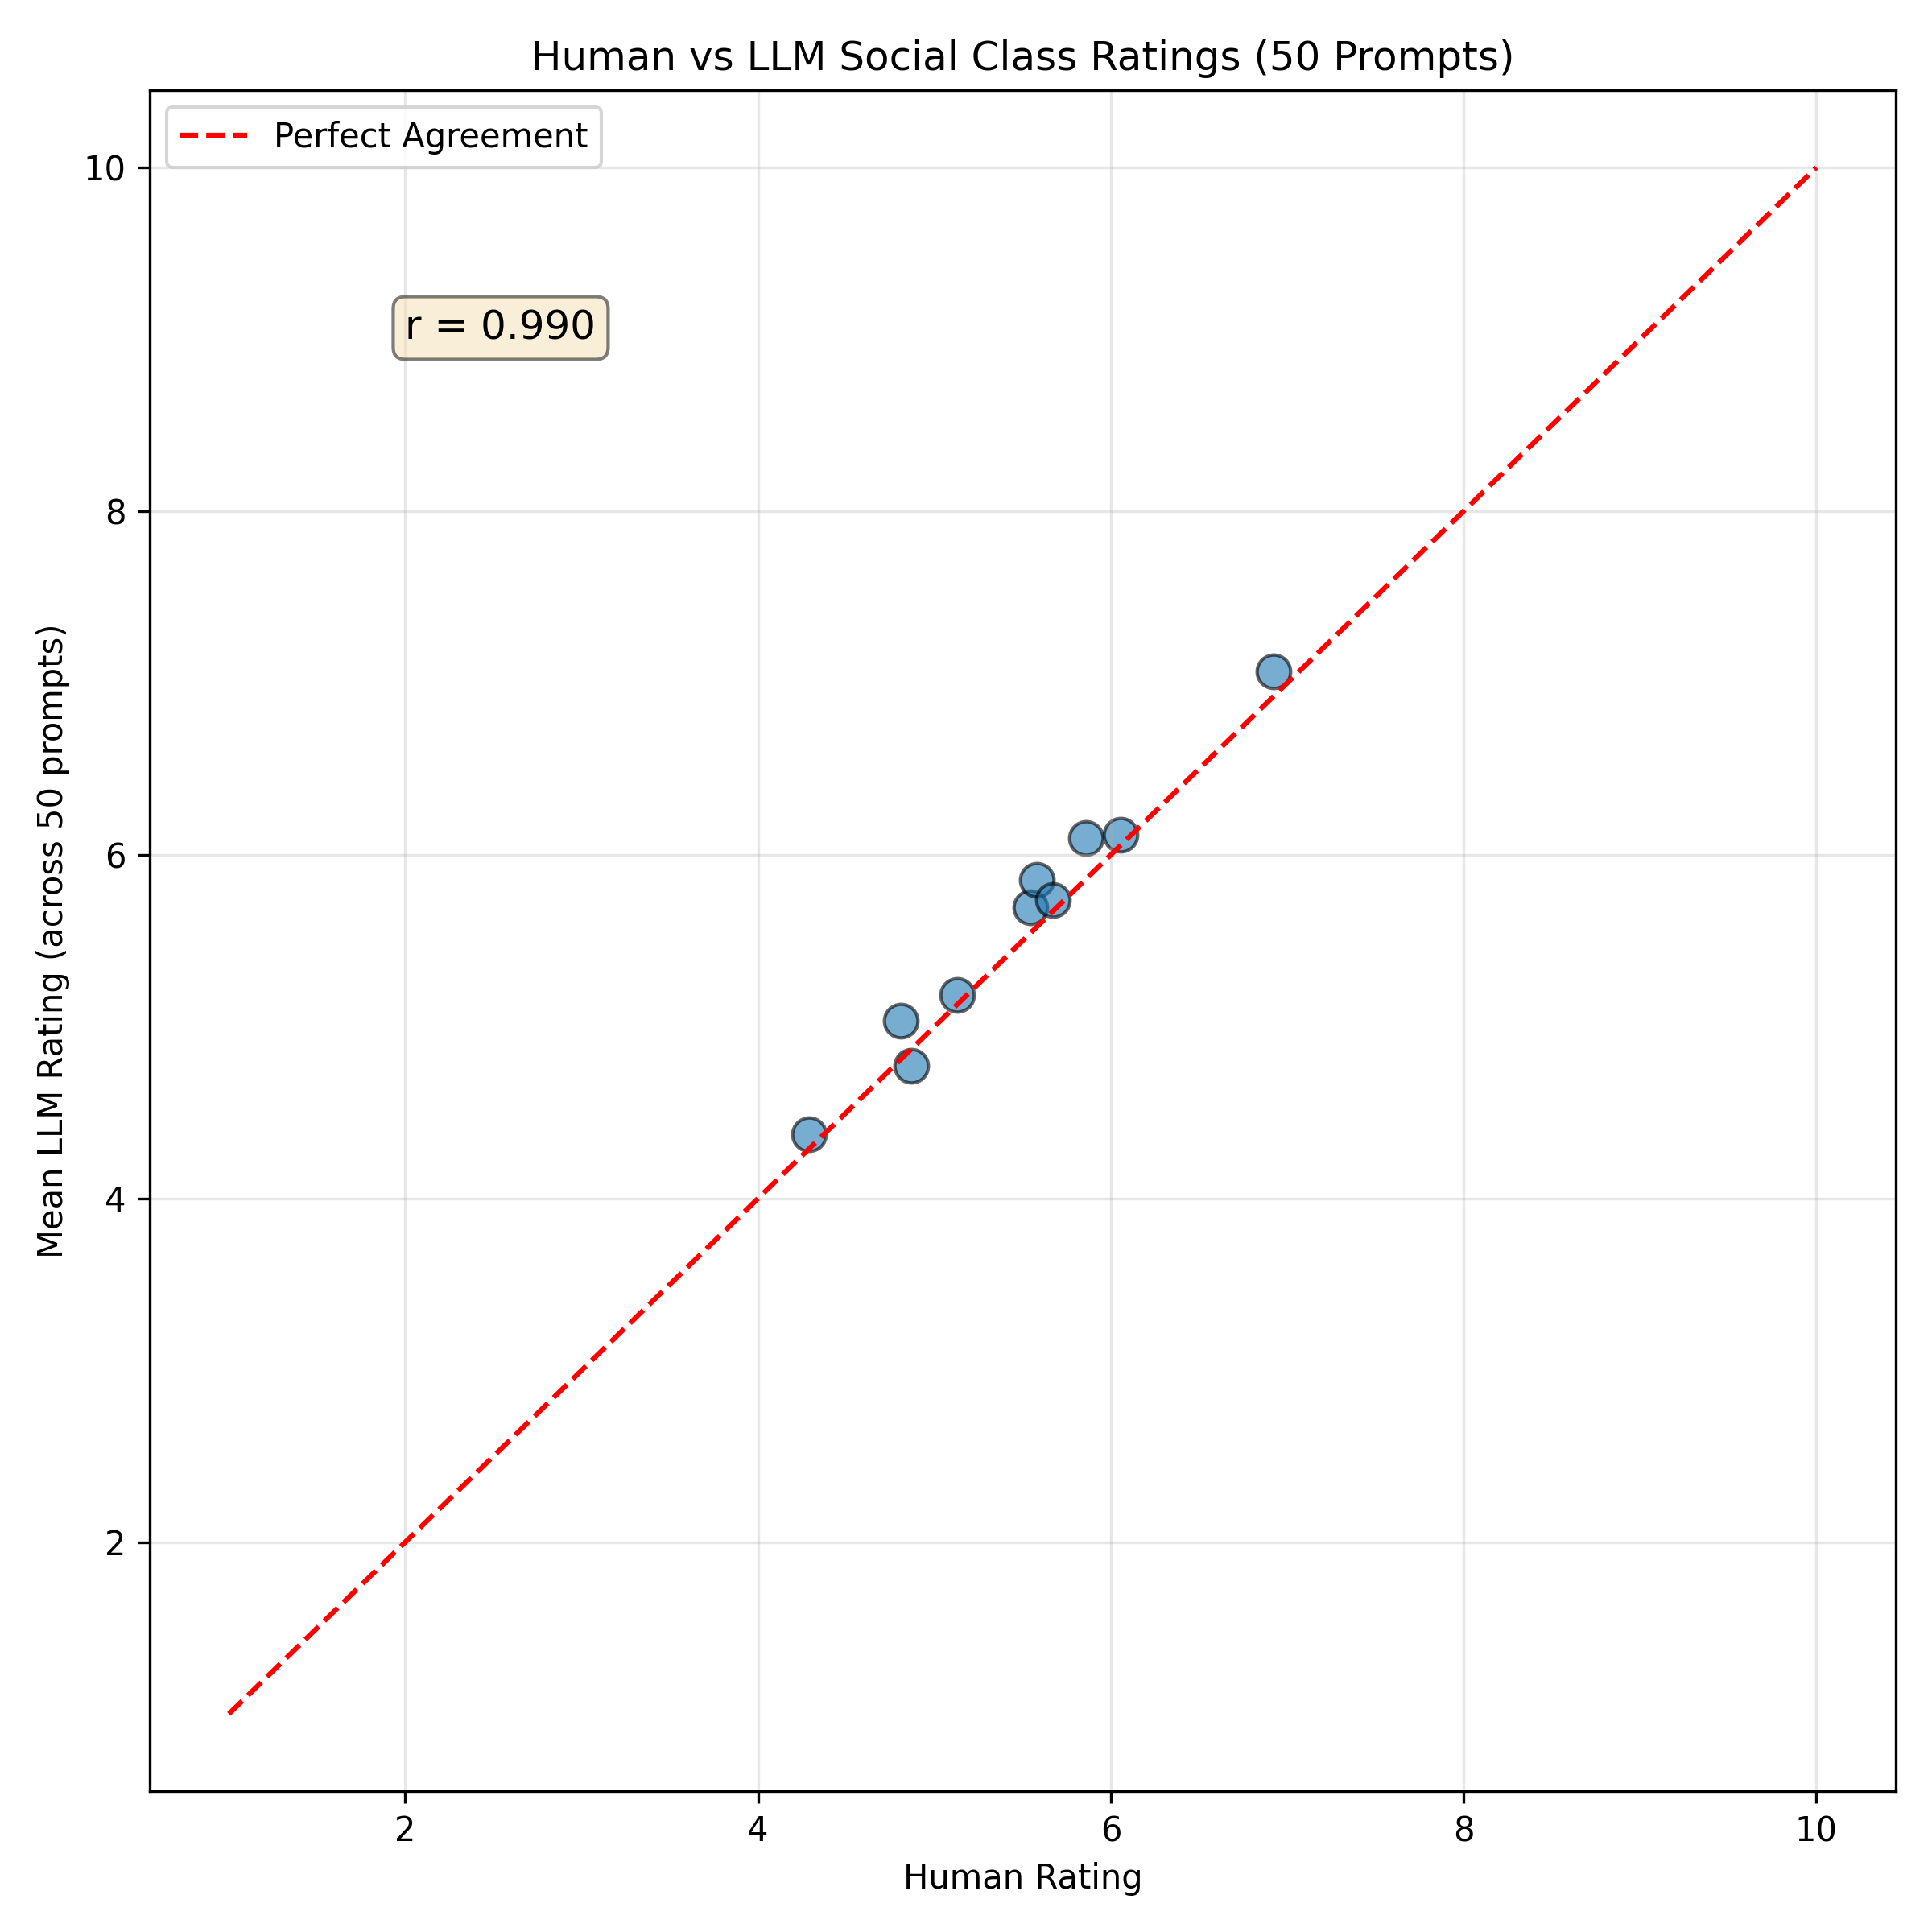 Human vs LLM Social Class Ratings (50 Prompts)
Perfect Agreement
r = 0.990
10
8
6
4
2
Mean LLM Rating (across 50 prompts)
2 4 6 8 10
Human Rating